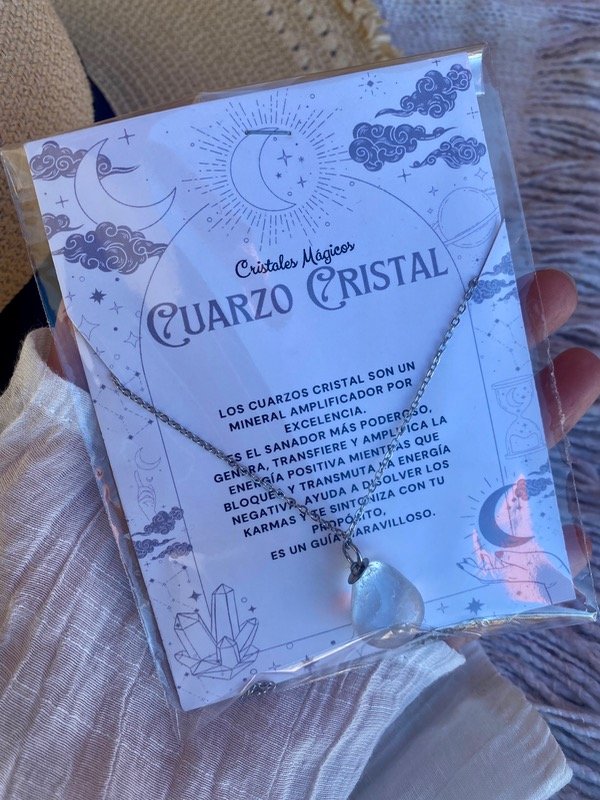 Cristales Mágicos
CUARZO CRISTAL
LOS CUARZOS CRISTAL SON UN
MINERAL AMPLIFICADOR POR
EXCELENCIA.
ES EL SANADOR MÁS PODEROSO,
GENERA, TRANSFIERE Y AMPLIFICA LA
ENERGÍA POSITIVA MIENTRAS QUE
BLOQUEA Y TRANSMUTA LA ENERGÍA
NEGATIVA. AYUDA A DISOLVER LOS
KARMAS Y TE SINTONIZA CON TU
PROPÓSITO.
ES UN GUÍA MARAVILLOSO.